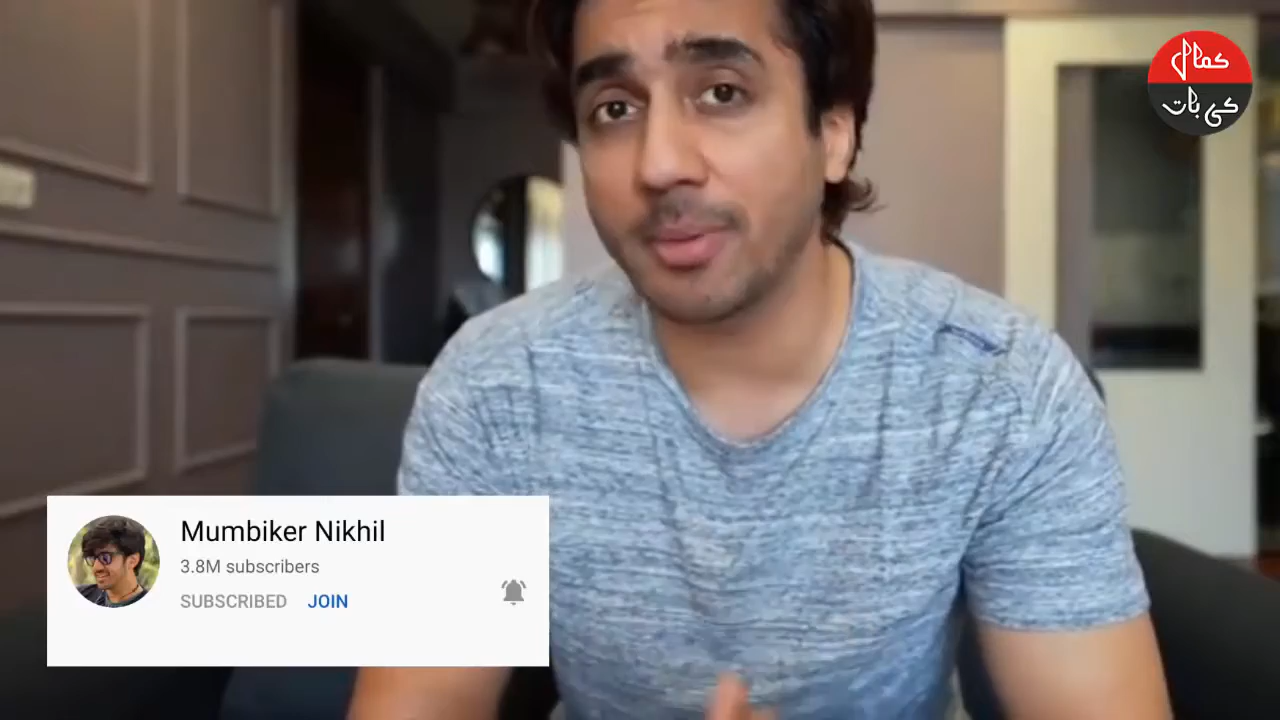 کمال
کی بات
Mumbiker Nikhil
3.8M subscribers
SUBSCRIBED JOIN